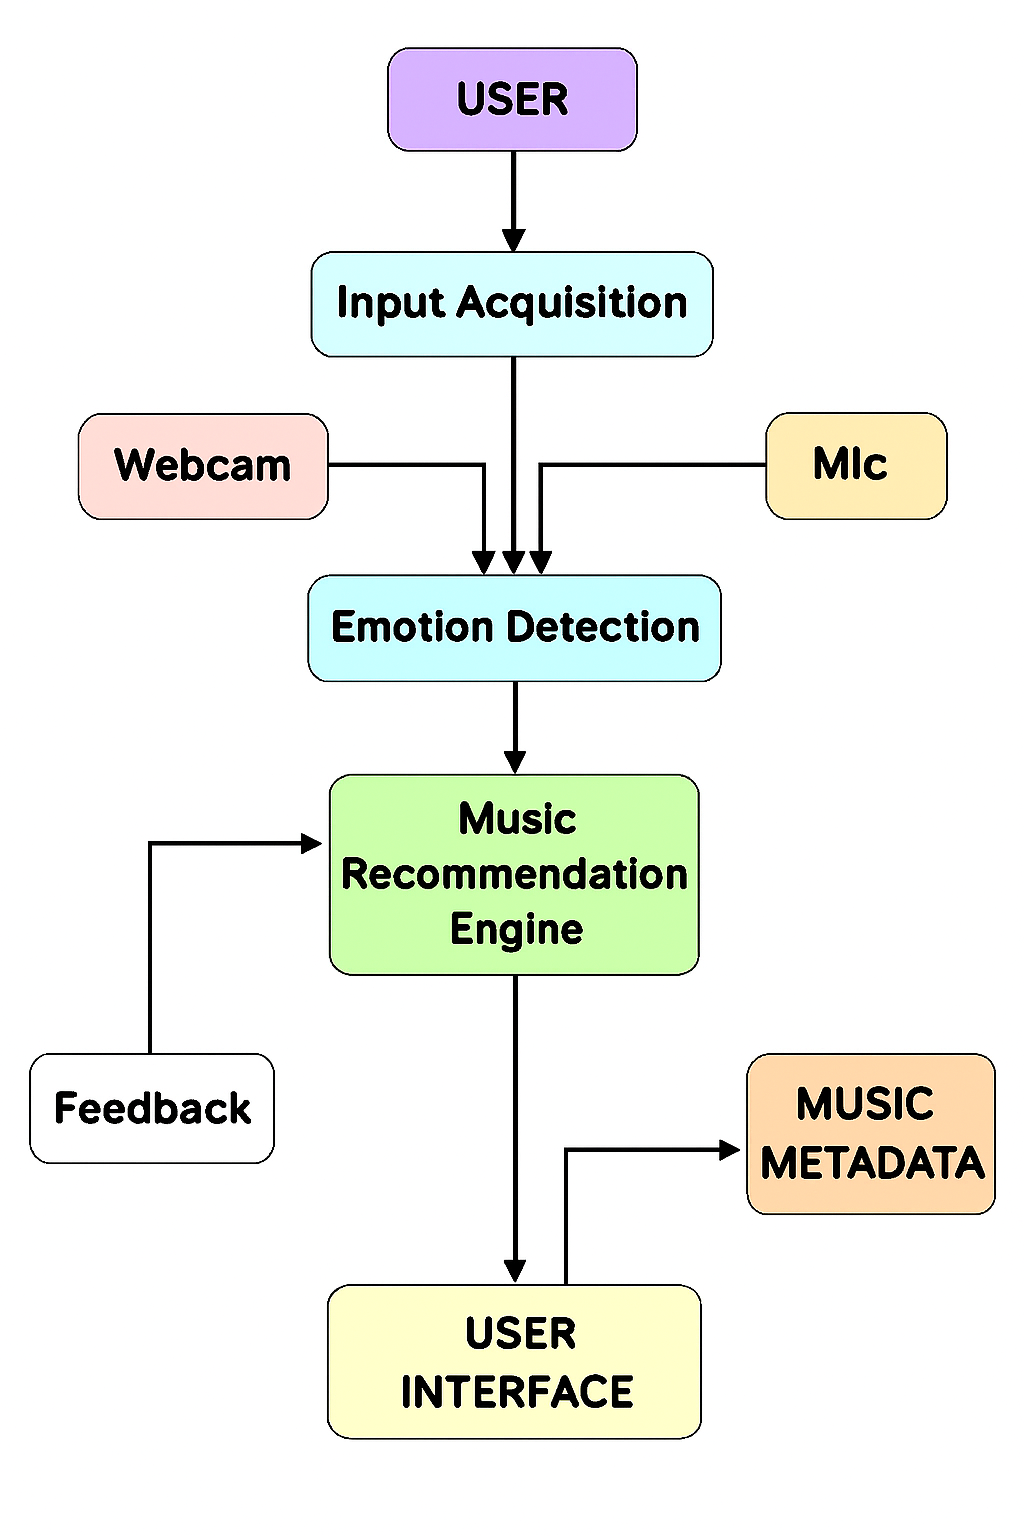 USER
Input Acquisition
Webcam
MIc
Emotion Detection
Music
Recommendation
Engine
Feedback
MUSIC
METADATA
USER
INTERFACE